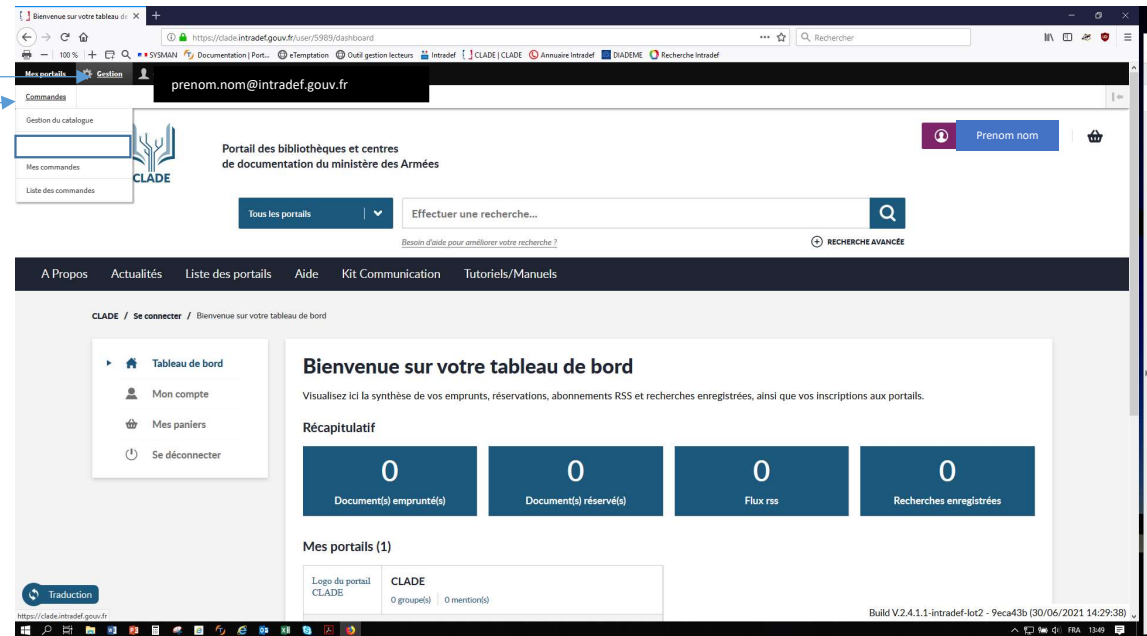 Bienvenue sur votre tableau de
https://clade.intradef.gouv.fr/user/5989/dashboard
Rechercher
100 %
SYSMAN
Documentation | Port...
eTemptation
Outil gestion lecteurs
Intradef
CLADE | CLADE
Annuaire Intradef
DIADEME
Recherche Intradef
Mes portails
Gestion
prenom.nom@intradef.gouv.fr
Commandes
Gestion du catalogue
Mes commandes
Liste des commandes
CLADE
Portail des bibliothèques et centres
de documentation du ministère des Armées
Prenom nom
Tous les portails
Effectuer une recherche...
Besoin d'aide pour améliorer votre recherche ?
RECHERCHE AVANCÉE
A Propos
Actualités
Liste des portails
Aide
Kit Communication
Tutoriels/Manuels
CLADE / Se connecter / Bienvenue sur votre tableau de bord
Tableau de bord
Mon compte
Mes paniers
Se déconnecter
Bienvenue sur votre tableau de bord
Visualisez ici la synthèse de vos emprunts, réservations, abonnements RSS et recherches enregistrées, ainsi que vos inscriptions aux portails.
Récapitulatif
0
Document(s) emprunté(s)
0
Document(s) réservé(s)
0
Flux rss
0
Recherches enregistrées
Mes portails (1)
Logo du portail
CLADE
CLADE
0 groupe(s)
0 mention(s)
Traduction
https://clade.intradef.gouv.fr
Build V.2.4.1.1-intradef-lot2 - 9eca43b (30/06/2021 14:29:38)
FRA
13:49